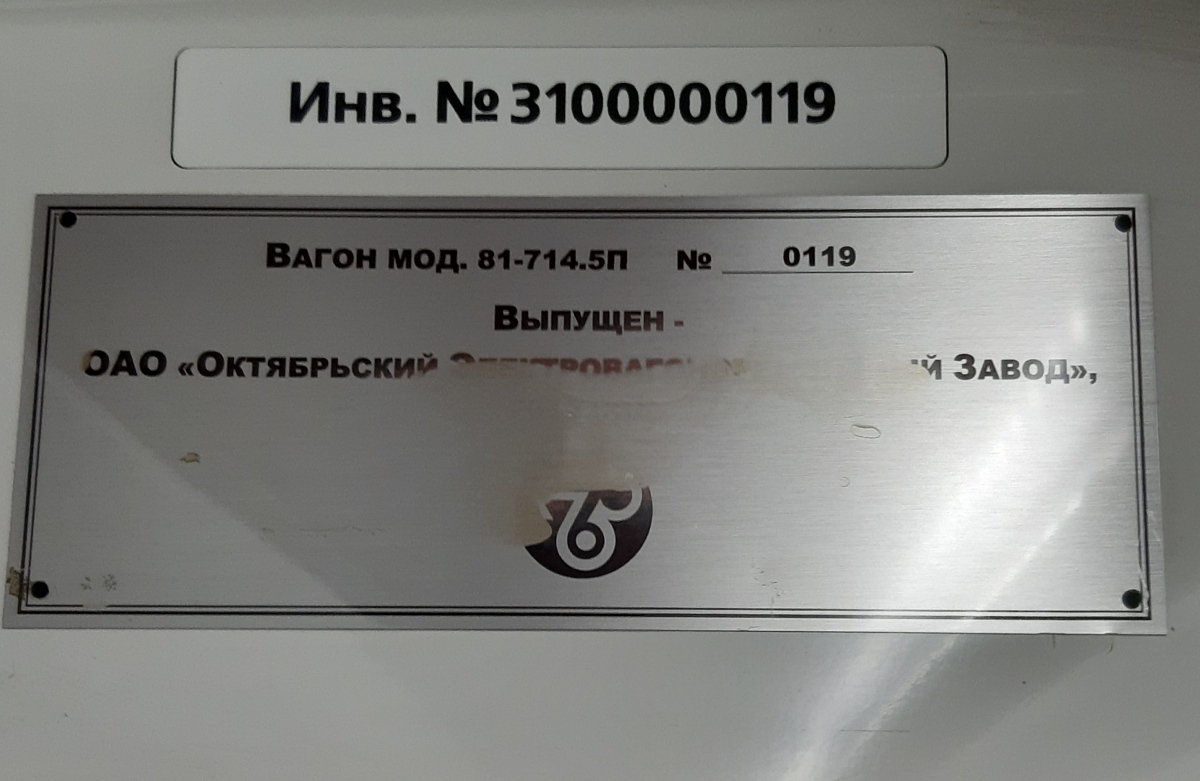 Инв. № 3100000119
Вагон мод. 81-714.5П № 0119
Выпущен -
ОАО «Октябрьский й Завод»,